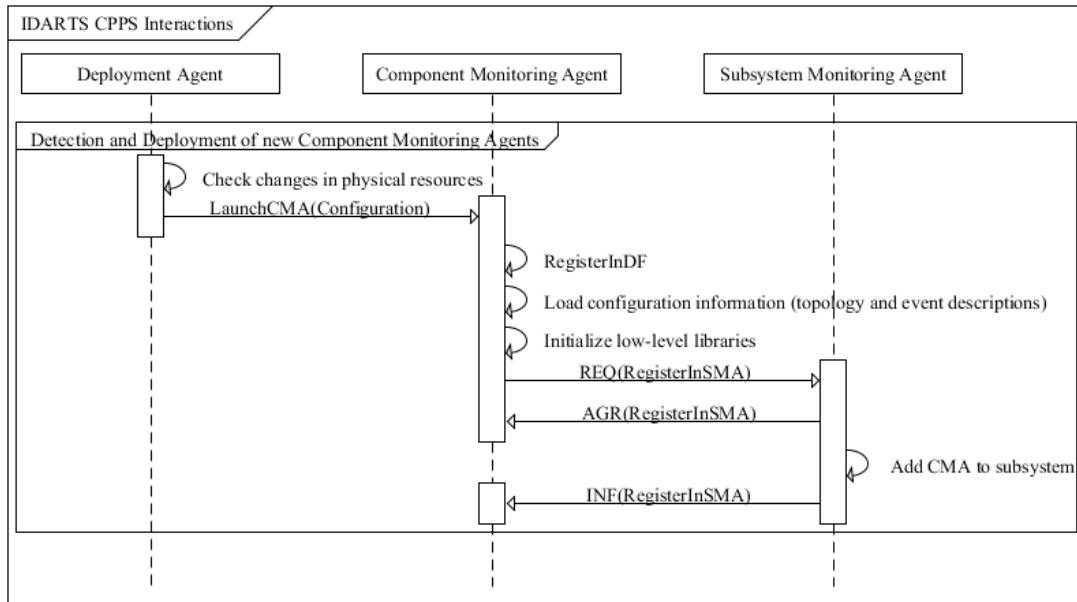 IDARTS CPPS Interactions
Deployment Agent
Component Monitoring Agent
Subsystem Monitoring Agent
Detection and Deployment of new Component Monitoring Agents
Check changes in physical resources
LaunchCMA(Configuration)
RegisterInDF
Load configuration information (topology and event descriptions)
Initialize low-level libraries
REQ(RegisterInSMA)
AGR(RegisterInSMA)
Add CMA to subsystem
INF(RegisterInSMA)